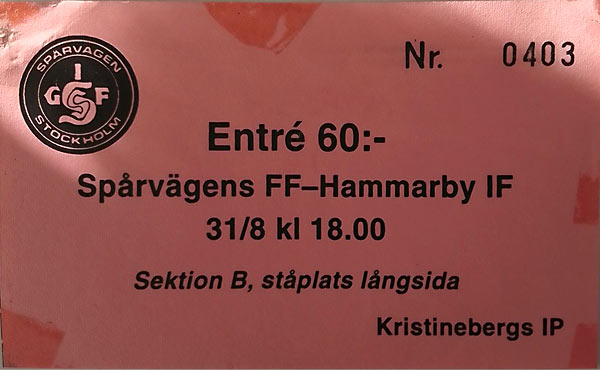 SPÅRVÄGEN
I
G S F
STOCKHOLM
Nr. 0403
Entré 60:-
Spårvägens FF–Hammarby IF
31/8 kl 18.00
Sektion B, ståplats långsida
Kristinebergs IP